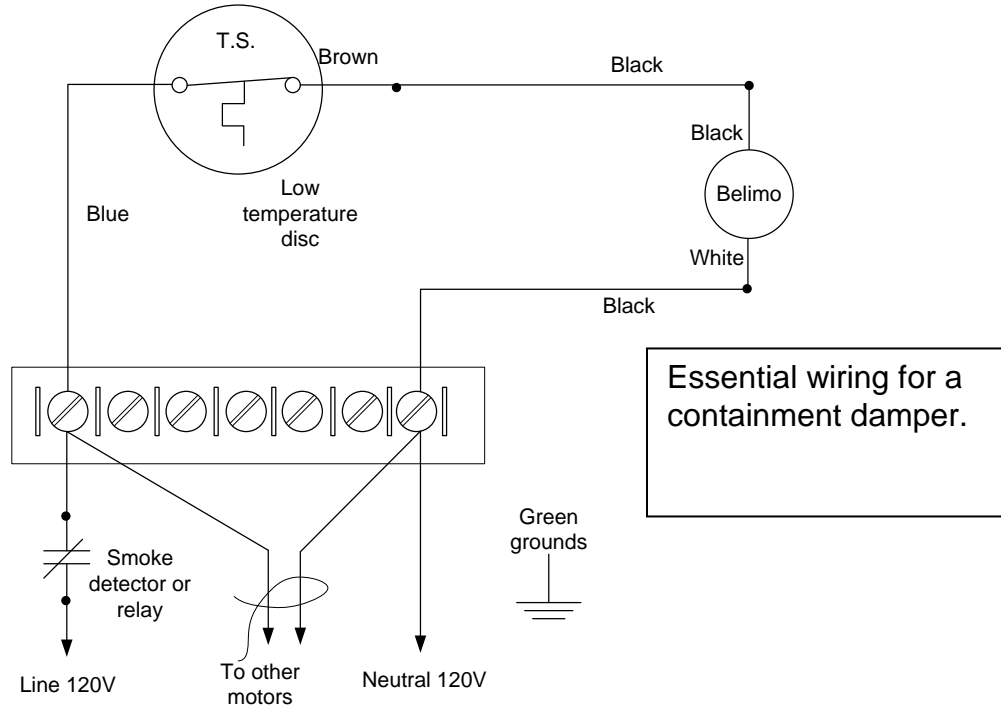 T.S.
Brown
Black
Black
Belimo
Low
temperature
disc
Blue
White
Black
Essential wiring for a
containment damper.
Green
grounds
Smoke
detector or
relay
Line 120V
To other
motors
Neutral 120V